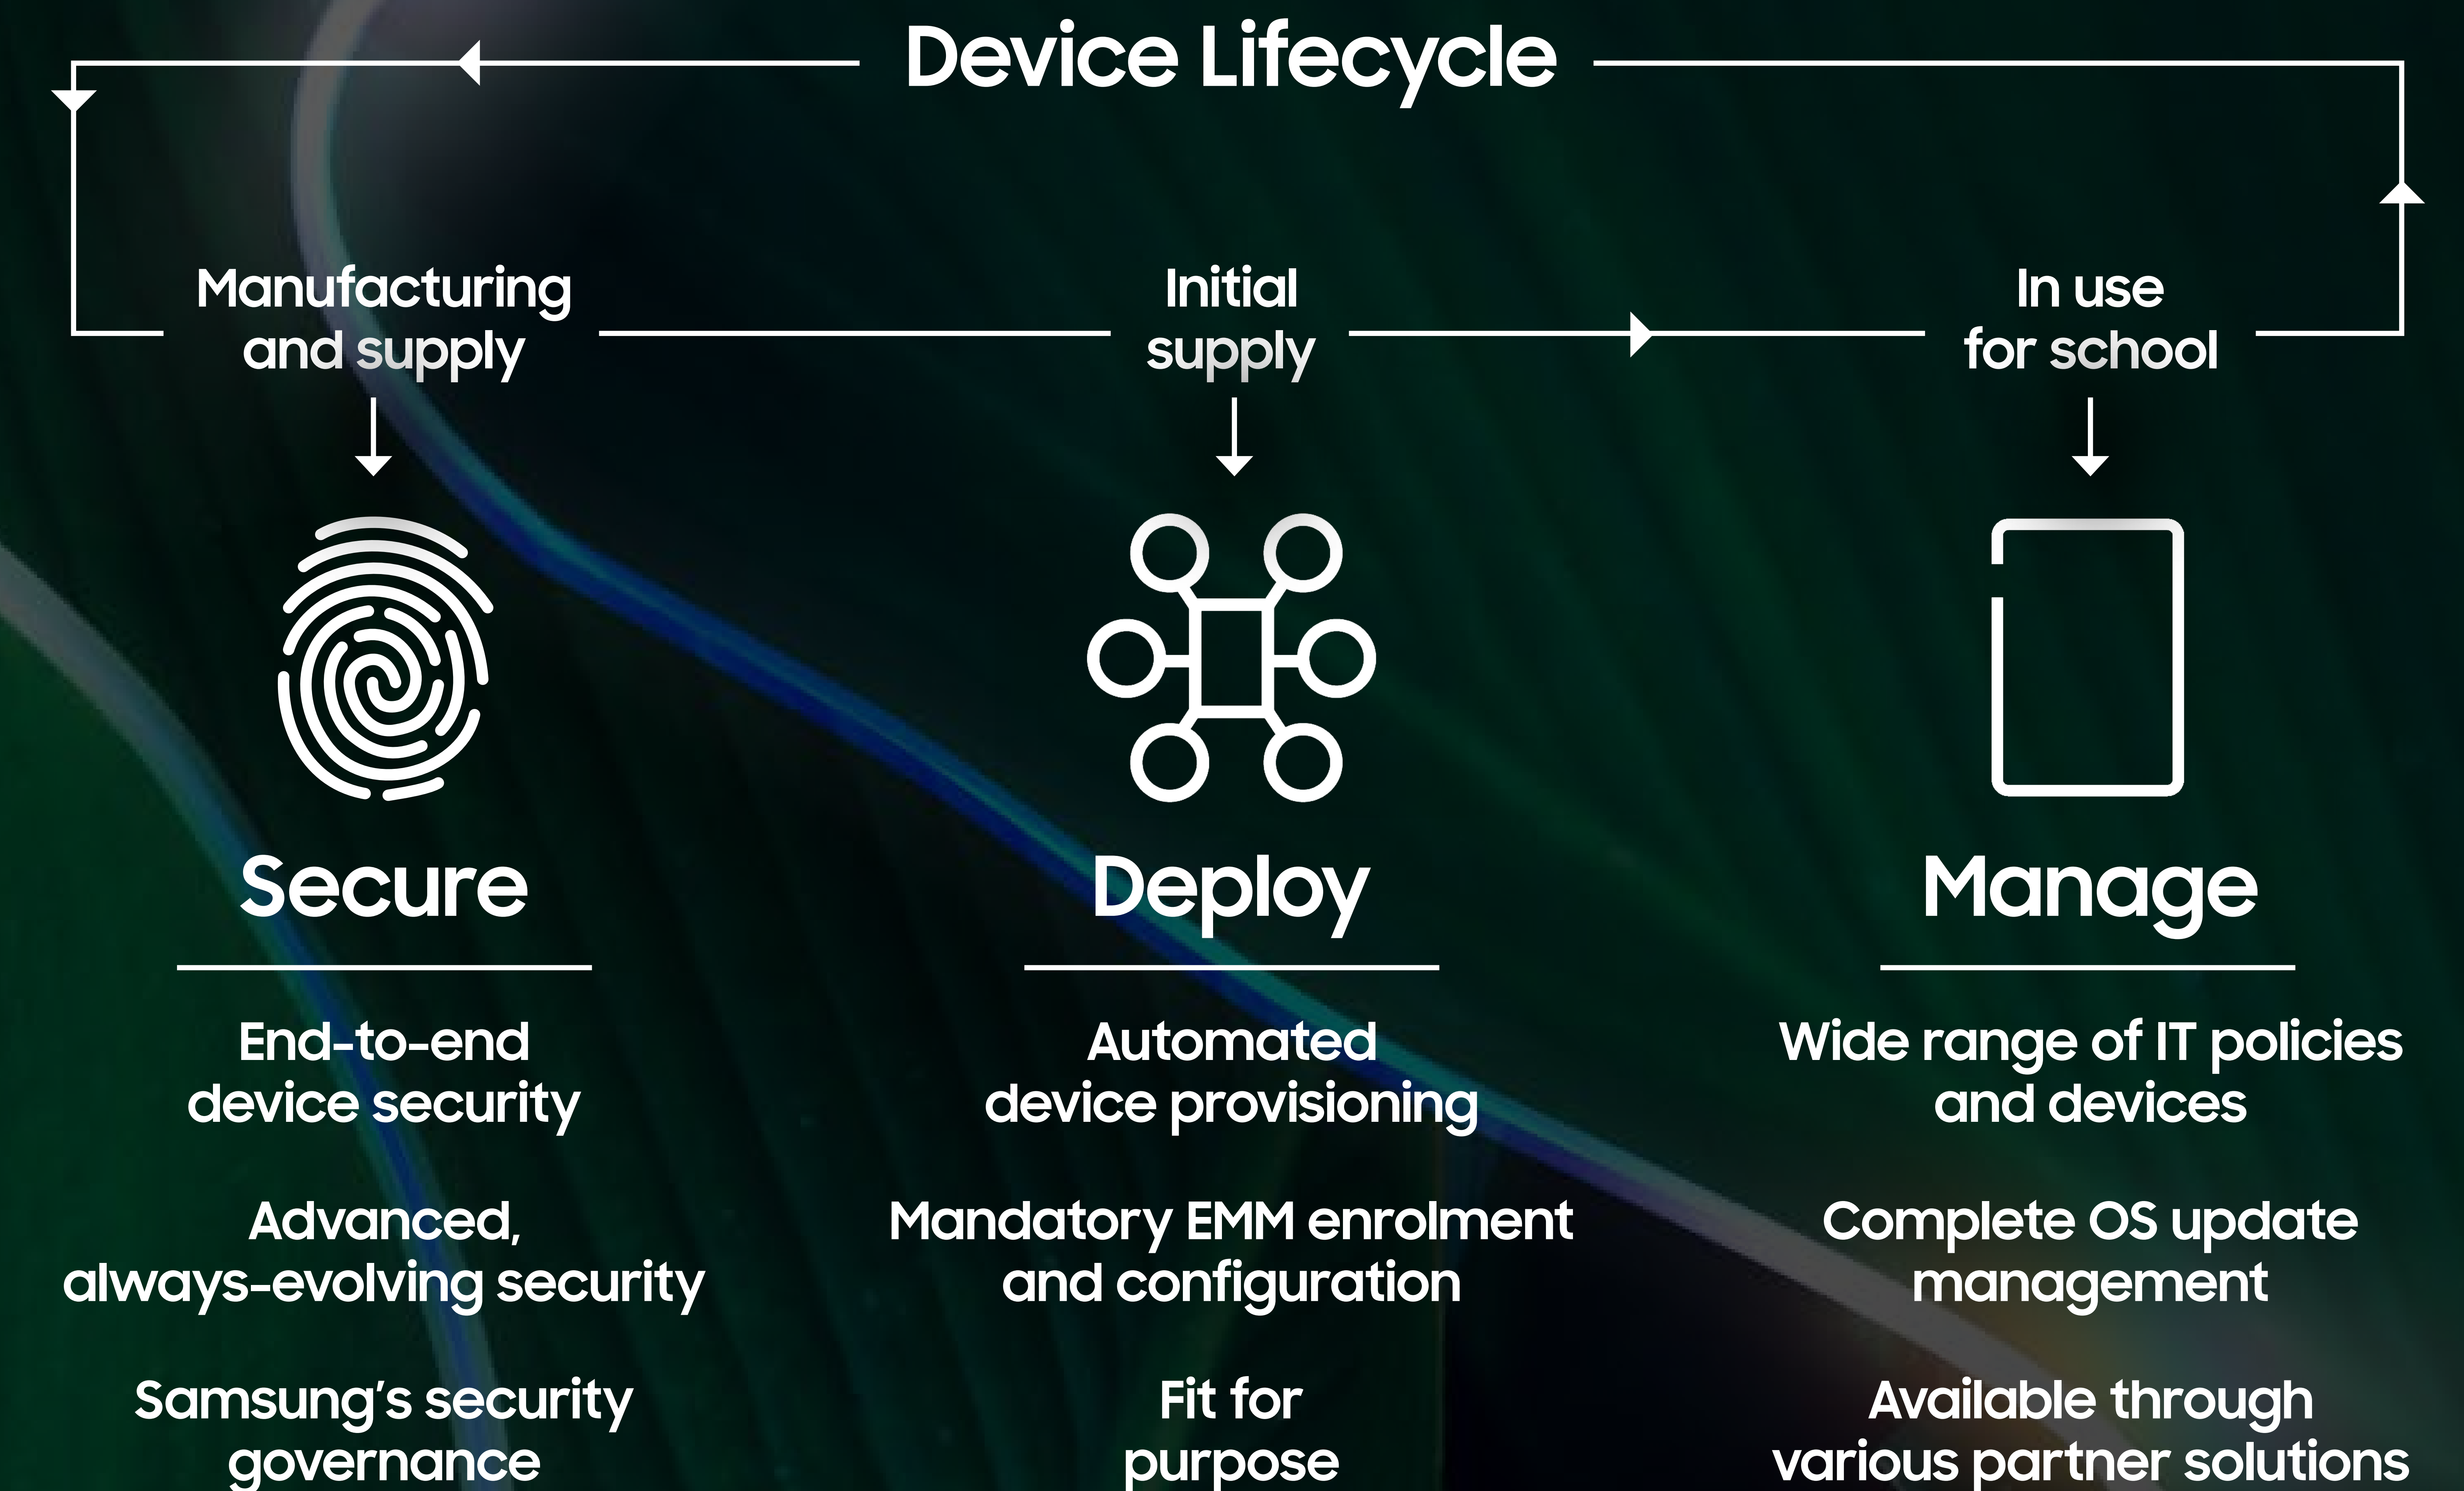 Device Lifecycle
Manufacturing
and supply
Initial
supply
In use
for school
Secure
End-to-end
device security
Advanced,
always-evolving security
Samsung's security
governance
Deploy
Automated
device provisioning
Mandatory EMM enrolment
and configuration
Fit for
purpose
Manage
Wide range of IT policies
and devices
Complete OS update
management
Available through
various partner solutions